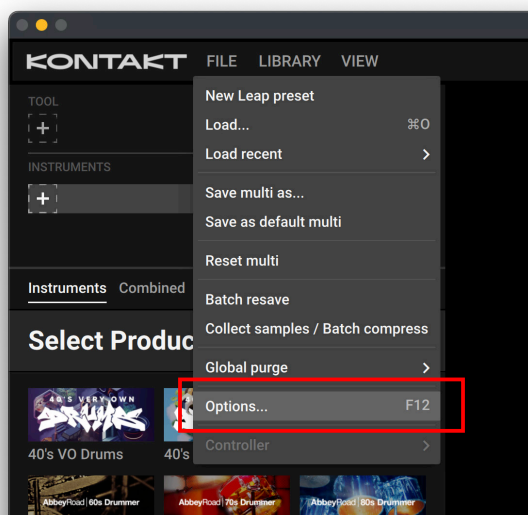 KONTAKT FILE LIBRARY VIEW
TOOL
INSTRUMENTS
New Leap preset
Load... ⌘O
Load recent
Save multi as...
Save as default multi
Reset multi
Batch resave
Collect samples / Batch compress
Global purge
Options... F12
Controller
Instruments Combined
Select Produc
40'S VERY OWN
DRUMS
40's VO Drums
40's
AbbeyRoad 60s Drummer
AbbeyRoad 70s Drummer
AbbeyRoad 80s Drummer